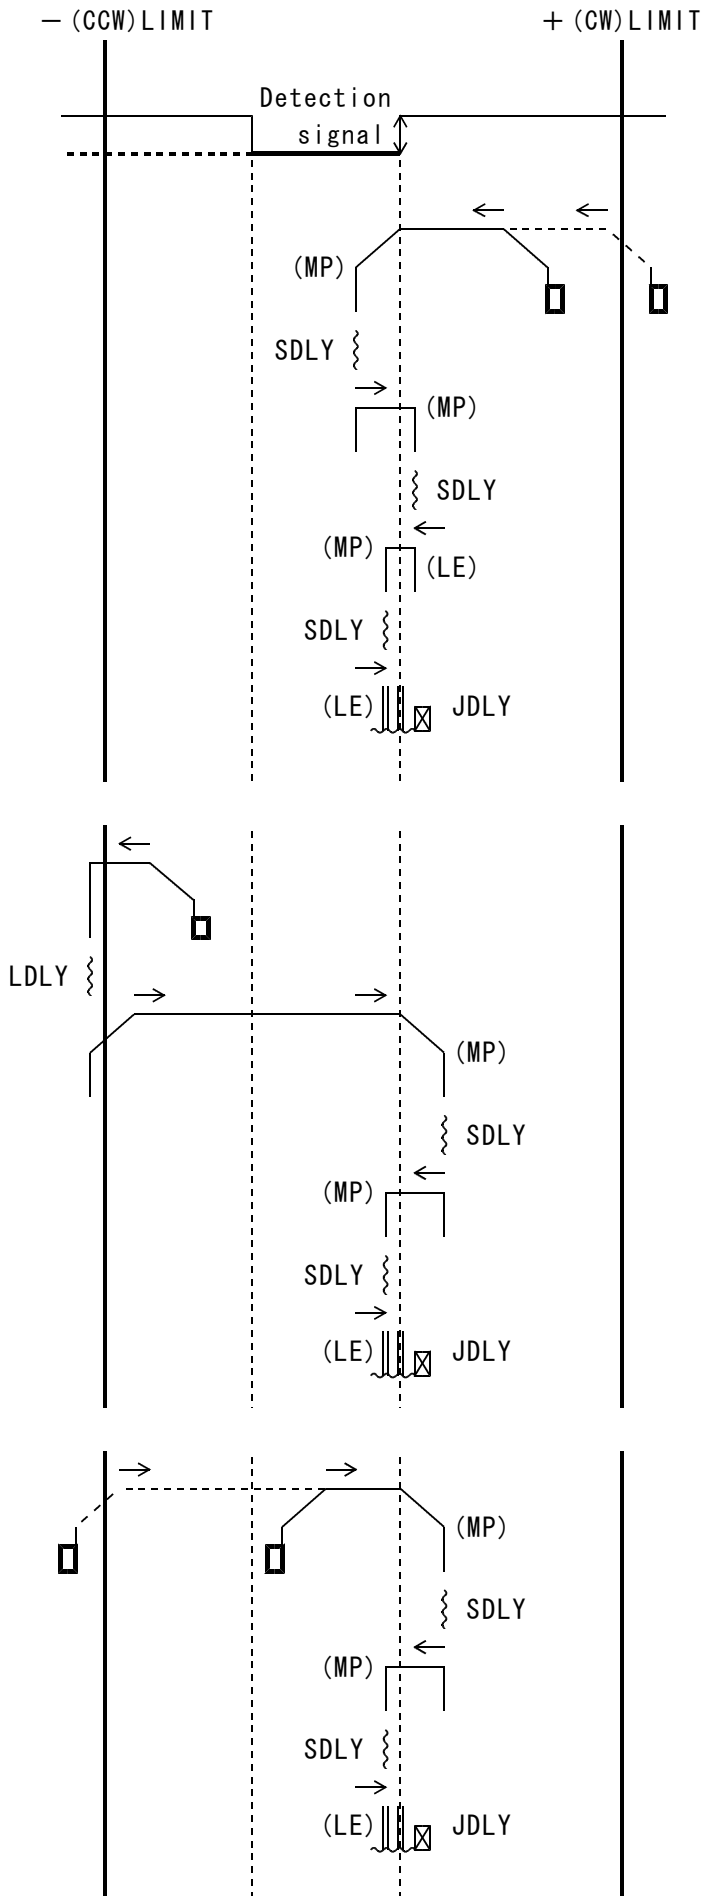 －(CCW)LIMIT ＋(CW)LIMIT
Detection
signal
(MP)
SDLY
(MP)
SDLY
(MP)
(LE)
SDLY
(LE) JDLY
LDLY
(MP)
SDLY
(MP)
SDLY
(LE) JDLY
(MP)
SDLY
(MP)
SDLY
(LE) JDLY